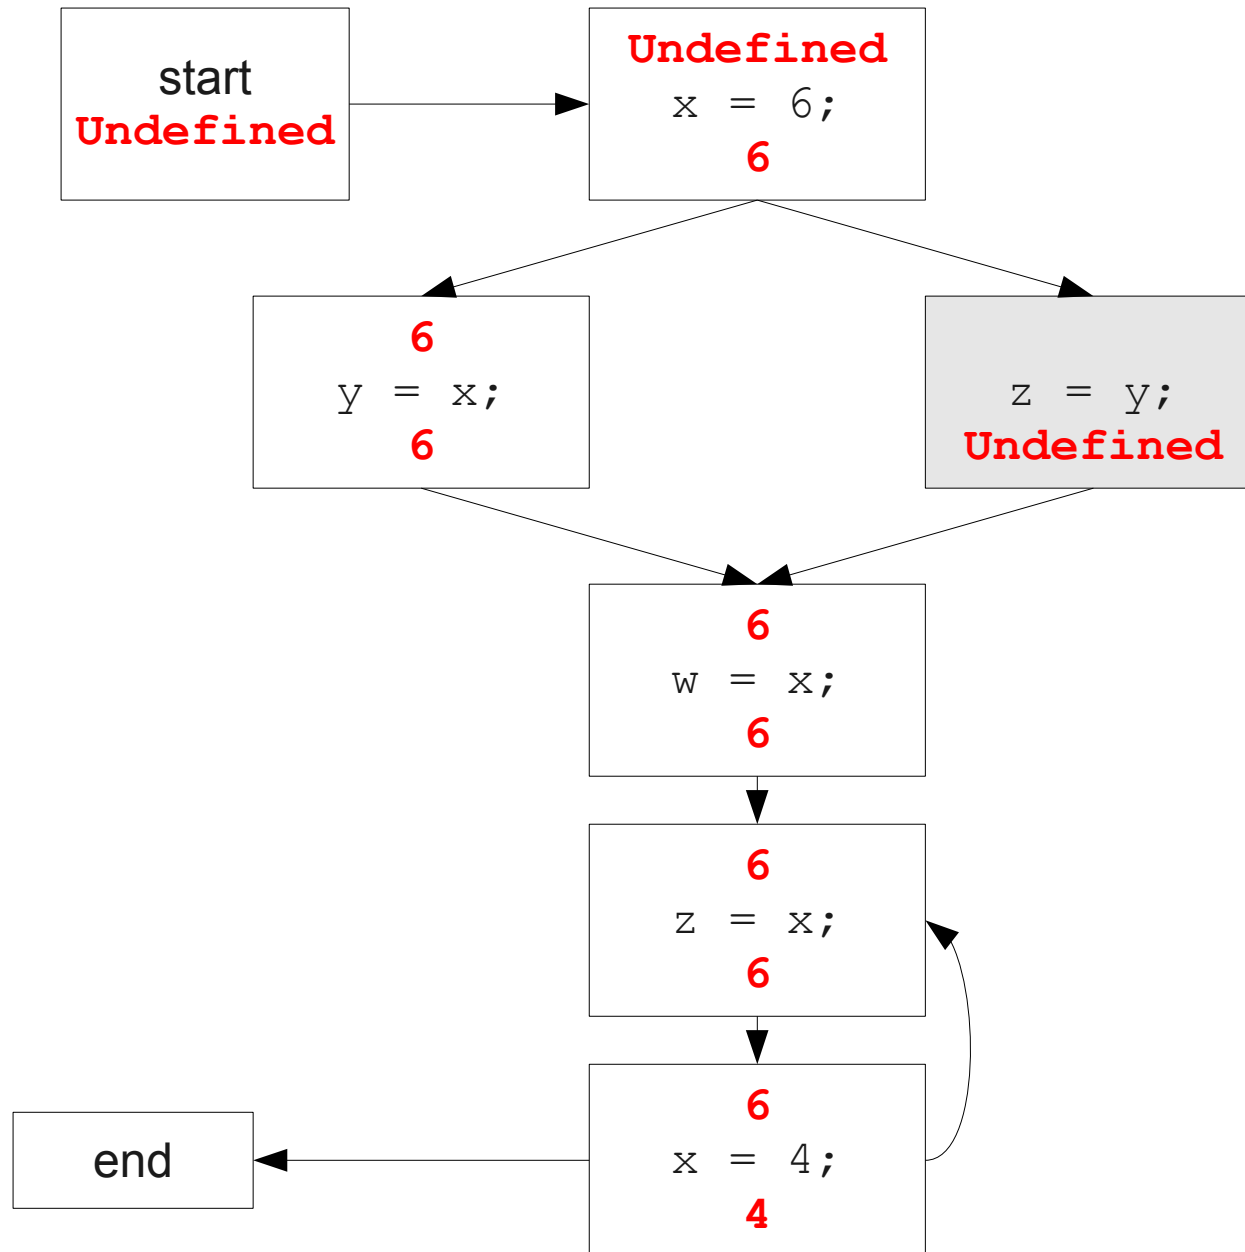 start
Undefined
Undefined
x = 6;
6
6
y = x;
6
z = y;
Undefined
6
w = x;
6
6
z = x;
6
6
x = 4;
4
end